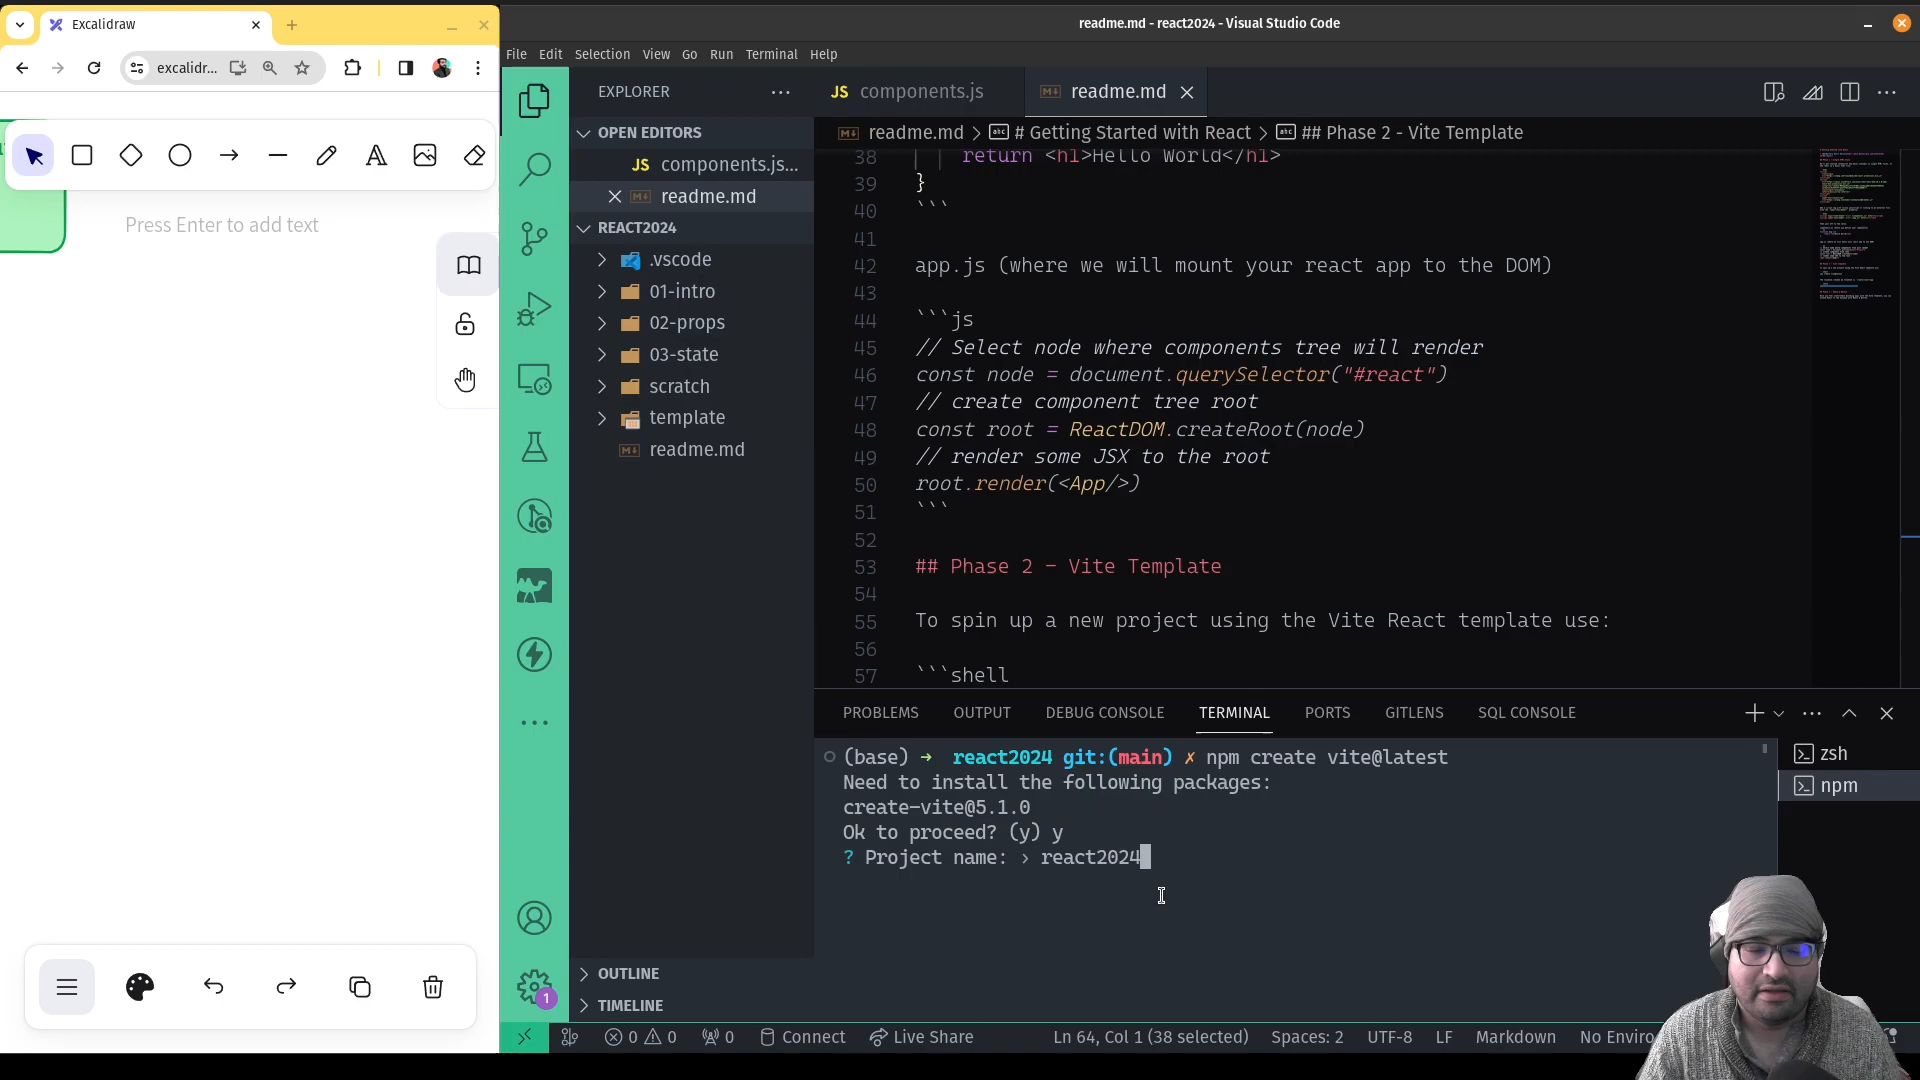 Excalidraw
excalidr...
Press Enter to add text
readme.md - react2024 - Visual Studio Code
File Edit Selection View Go Run Terminal Help
EXPLORER
OPEN EDITORS
JS components.js...
readme.md
REACT2024
.vscode
01-intro
02-props
03-state
scratch
template
readme.md
OUTLINE
TIMELINE
1
JS components.js
readme.md
readme.md > # Getting Started with React > ## Phase 2 - Vite Template
38 return <h1>Hello World</h1>
39 }
40 ```
41
42 app.js (where we will mount your react app to the DOM)
43
44 ```js
45 // Select node where components tree will render
46 const node = document.querySelector("#react")
47 // create component tree root
48 const root = ReactDOM.createRoot(node)
49 // render some JSX to the root
50 root.render(<App/>)
51 ```
52
53 ## Phase 2 - Vite Template
54
55 To spin up a new project using the Vite React template use:
56
57 ```shell
PROBLEMS OUTPUT DEBUG CONSOLE TERMINAL PORTS GITLENS SQL CONSOLE
(base) → react2024 git:(main) ✗ npm create vite@latest
Need to install the following packages:
create-vite@5.1.0
Ok to proceed? (y) y
? Project name: › react2024
zsh
npm
0 0 0 Connect Live Share Ln 64, Col 1 (38 selected) Spaces: 2 UTF-8 LF Markdown No Enviro